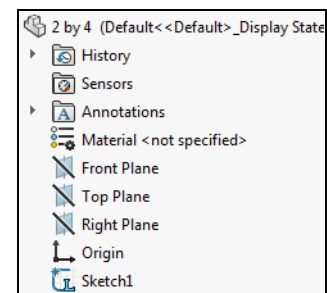 2 by 4 (Default<<Default>_Display State
History
Sensors
Annotations
Material <not specified>
Front Plane
Top Plane
Right Plane
Origin
Sketch1